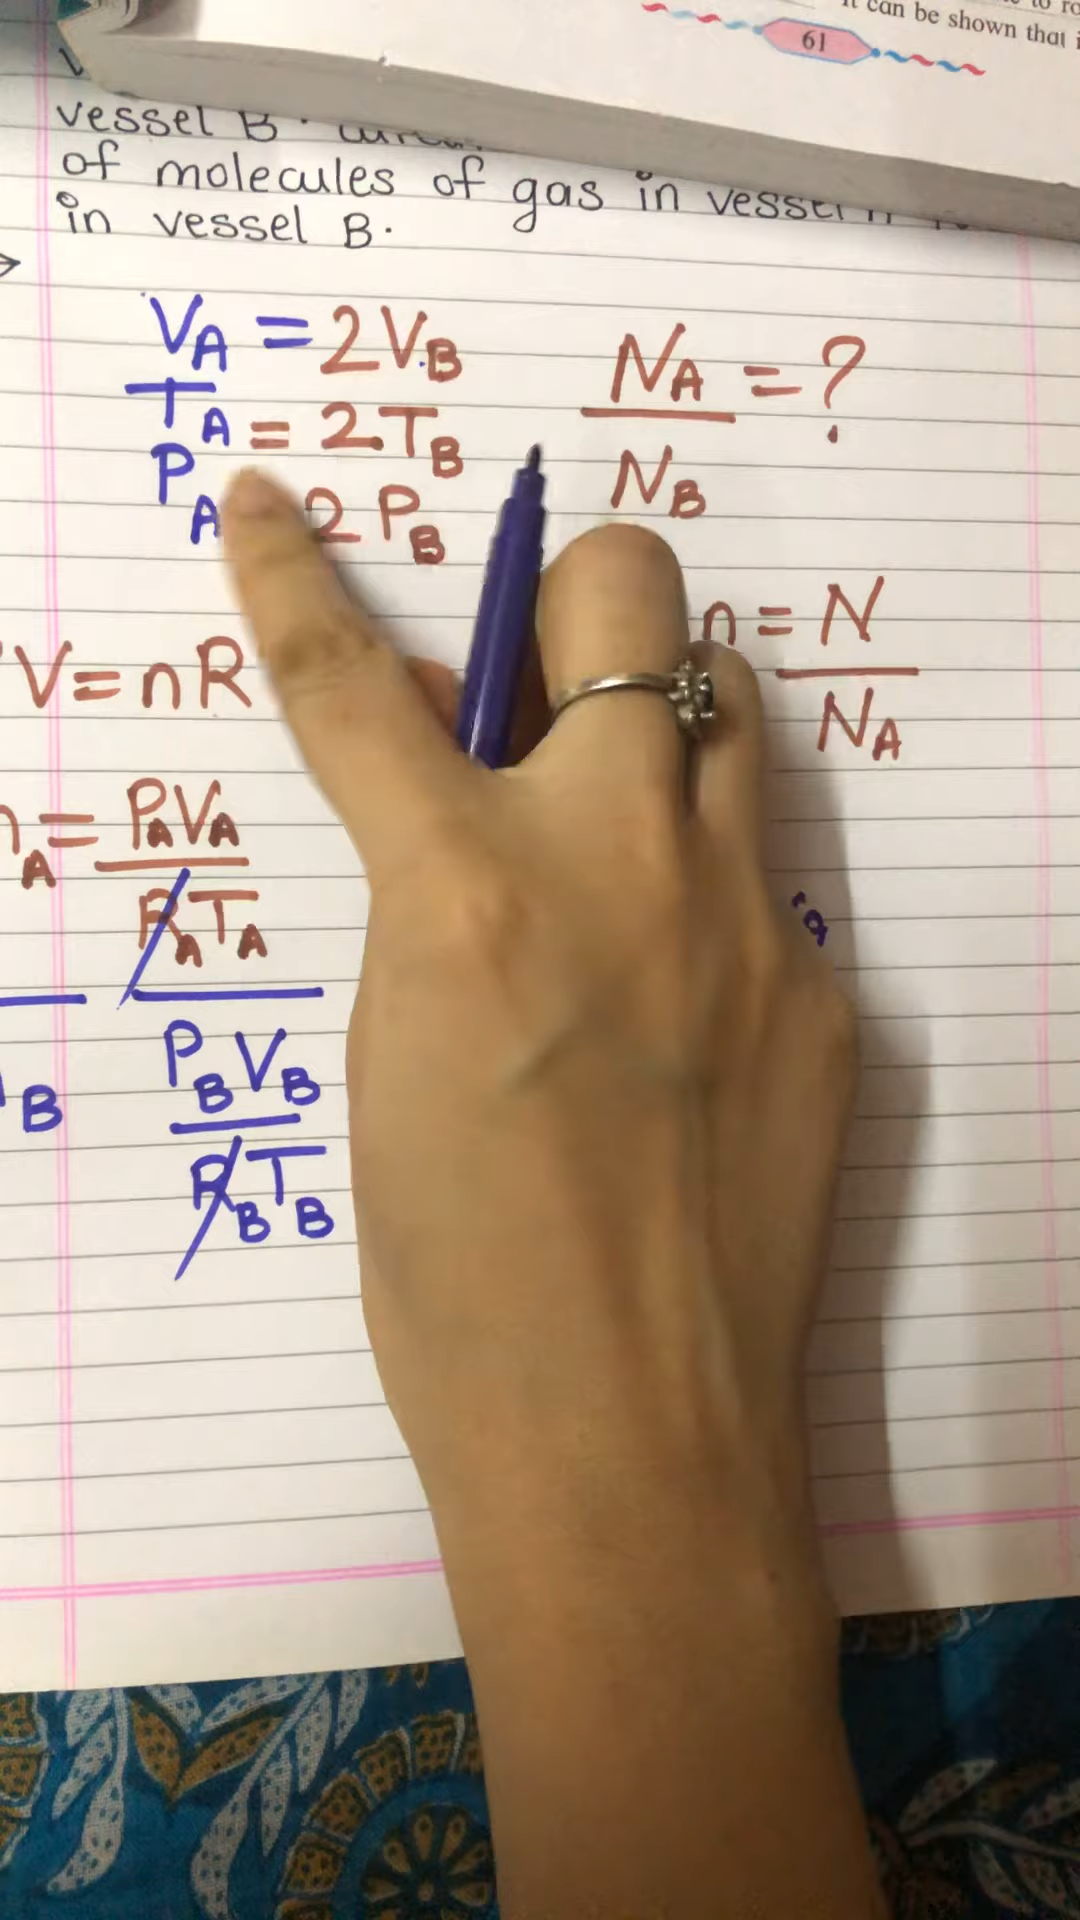 can be shown that
61
vessel B.
of molecules of gas in vessel
in vessel B.
VA = 2VB
TA = 2TB
PA 2 PB
NA = ?
NB
n = N
NA
V = nR
A = PAVA
RATA
B
PBVB
RBTB